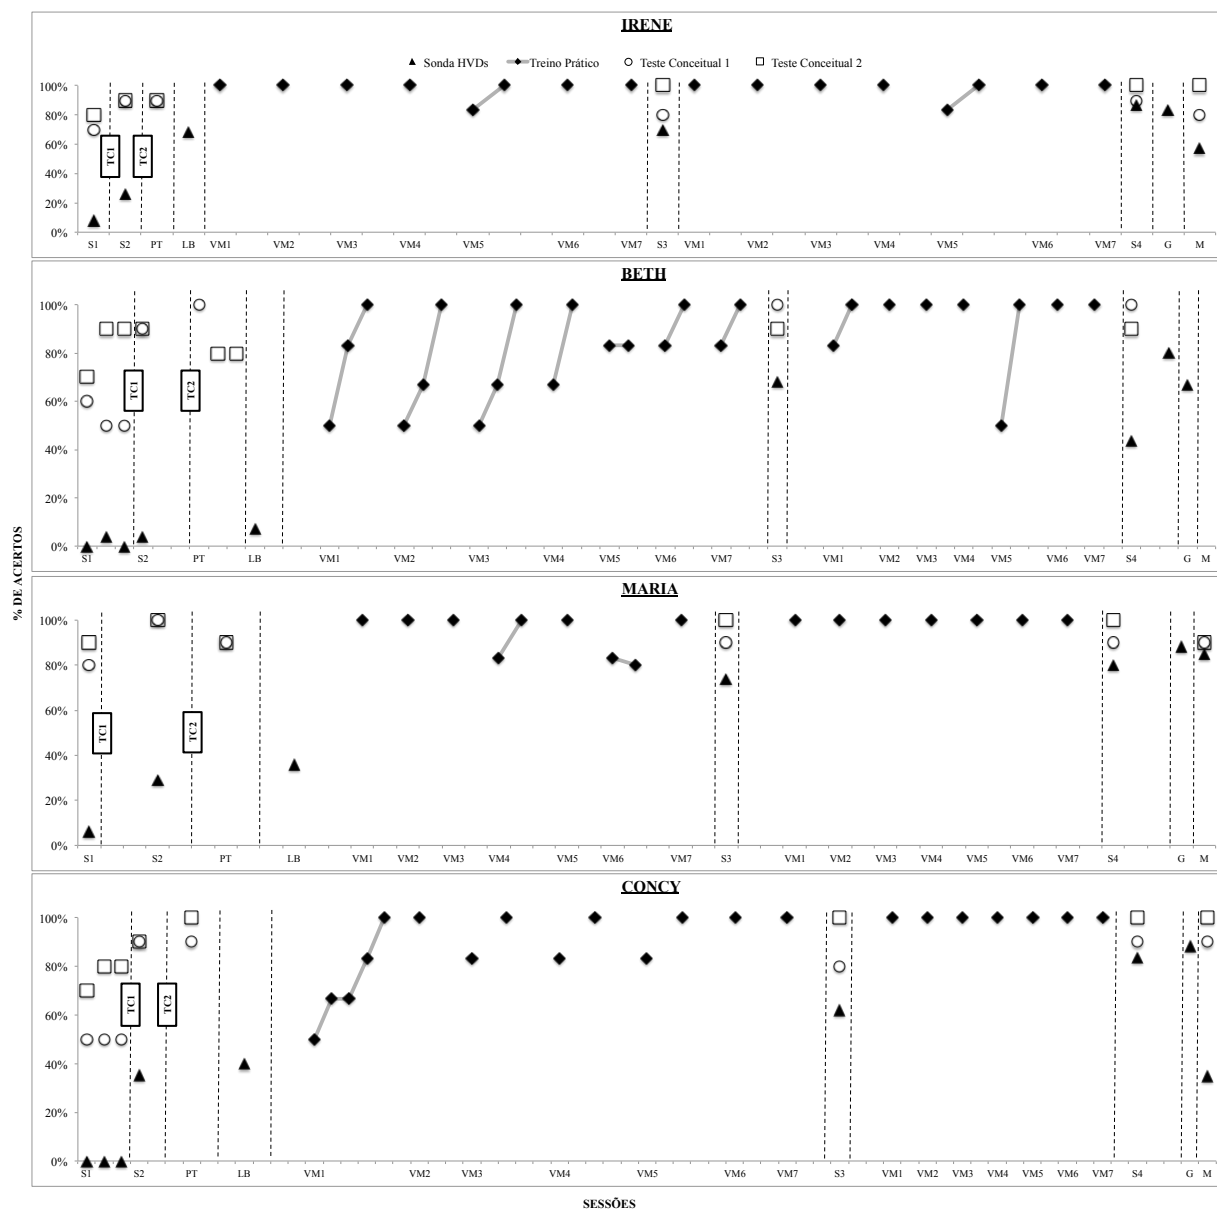 IRENE
Sonda HVDs Treino Prático Teste Conceitual 1 Teste Conceitual 2
100%
80%
60%
40%
20%
0%
TC1 TC2
S1 S2 PT LB VM1 VM2 VM3 VM4 VM5 VM6 VM7 S3 VM1 VM2 VM3 VM4 VM5 VM6 VM7 S4 G M
BETH
100%
80%
60%
40%
20%
0%
TC1 TC2
S1 S2 PT LB VM1 VM2 VM3 VM4 VM5 VM6 VM7 S3 VM1 VM2 VM3 VM4 VM5 VM6 VM7 S4 G M
% DE ACERTOS
MARIA
100%
80%
60%
40%
20%
0%
TC1 TC2
S1 S2 PT LB VM1 VM2 VM3 VM4 VM5 VM6 VM7 S3 VM1 VM2 VM3 VM4 VM5 VM6 VM7 S4 G M
CONCY
100%
80%
60%
40%
20%
0%
TC1 TC2
S1 S2 PT LB VM1 VM2 VM3 VM4 VM5 VM6 VM7 S3 VM1 VM2 VM3 VM4 VM5 VM6 VM7 S4 G M
SESSÕES